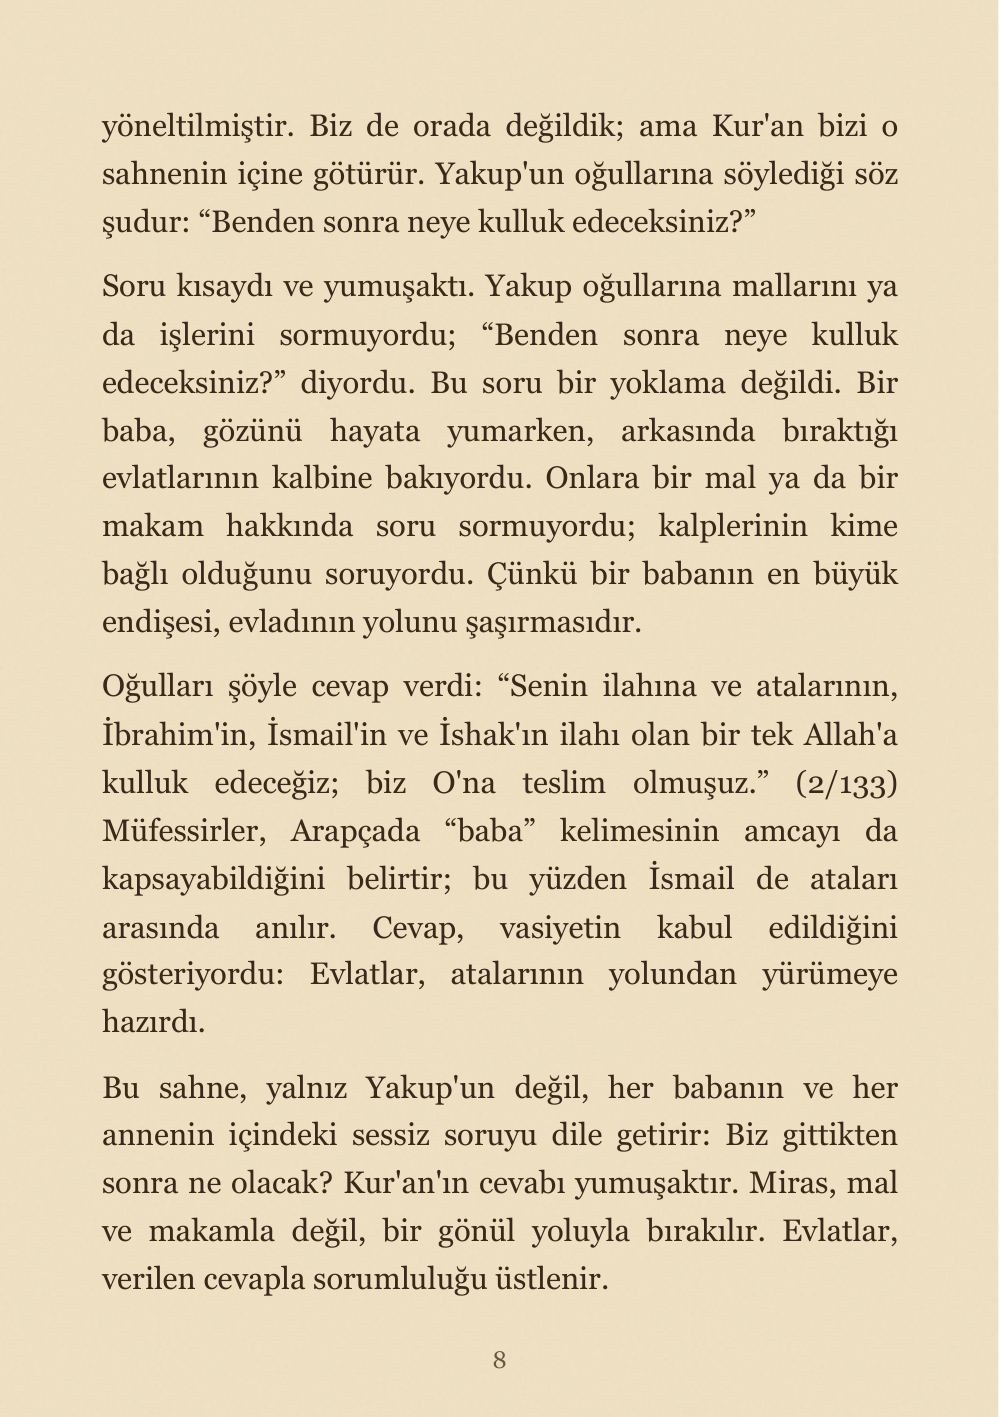 yöneltilmiştir. Biz de orada değildik; ama Kur'an bizi o
sahnenin içine götürür. Yakup'un oğullarına söylediği söz
şudur: “Benden sonra neye kulluk edeceksiniz?”
Soru kısaydı ve yumuşaktı. Yakup oğullarına mallarını ya
da işlerini sormuyordu; “Benden sonra neye kulluk
edeceksiniz?” diyordu. Bu soru bir yoklama değildi. Bir
baba, gözünü hayata yumarken, arkasında bıraktığı
evlatlarının kalbine bakıyordu. Onlara bir mal ya da bir
makam hakkında soru sormuyordu; kalplerinin kime
bağlı olduğunu soruyordu. Çünkü bir babanın en büyük
endişesi, evladının yolunu şaşırmasıdır.
Oğulları şöyle cevap verdi: “Senin ilahına ve atalarının,
İbrahim'in, İsmail'in ve İshak'ın ilahı olan bir tek Allah'a
kulluk edeceğiz; biz O'na teslim olmuşuz.” (2/133)
Müfessirler, Arapçada “baba” kelimesinin amcayı da
kapsayabildiğini belirtir; bu yüzden İsmail de ataları
arasında anılır. Cevap, vasiyetin kabul edildiğini
gösteriyordu: Evlatlar, atalarının yolundan yürümeye
hazırdı.
Bu sahne, yalnız Yakup'un değil, her babanın ve her
annenin içindeki sessiz soruyu dile getirir: Biz gittikten
sonra ne olacak? Kur'an'ın cevabı yumuşaktır. Miras, mal
ve makamla değil, bir gönül yoluyla bırakılır. Evlatlar,
verilen cevapla sorumluluğu üstlenir.
8